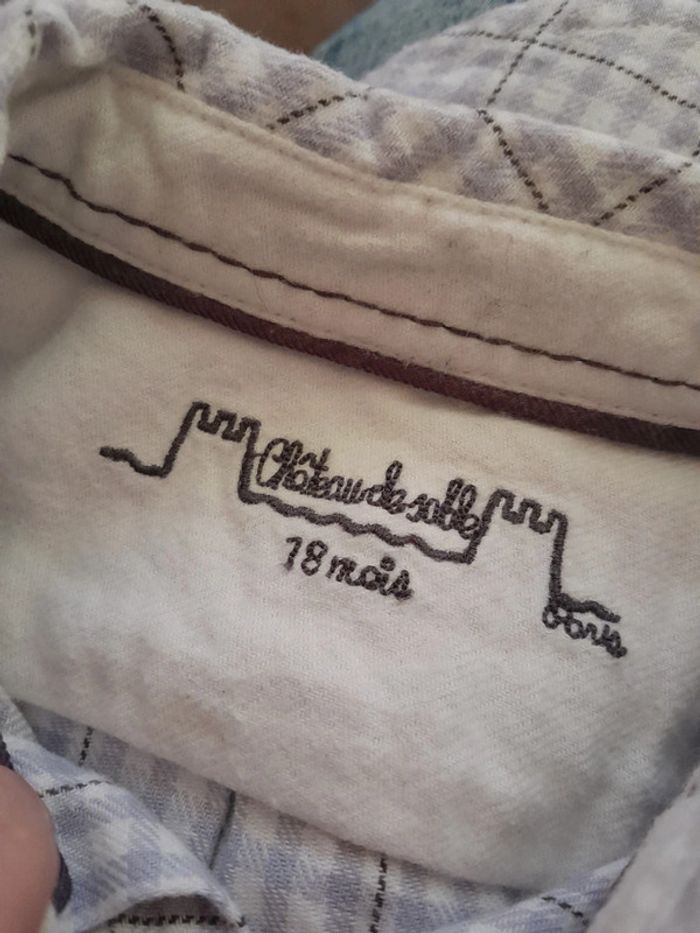 Château de sable
18 mois
Paris